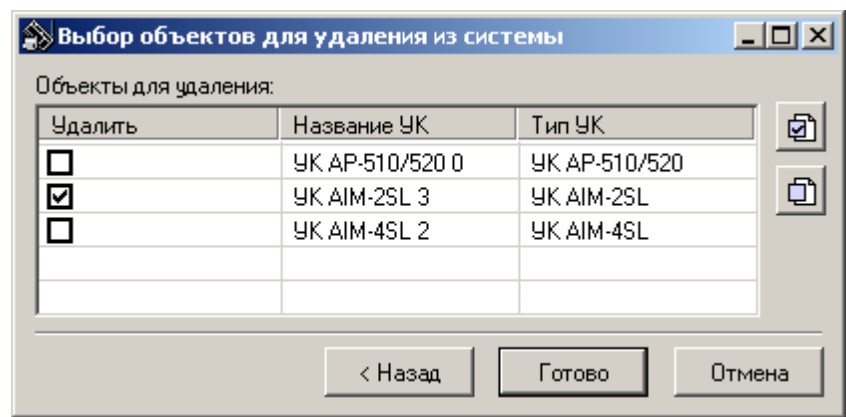 Выбор объектов для удаления из системы
Объекты для удаления:
Удалить Название УК Тип УК
УК AP-510/520 0 УК AP-510/520
УК AIM-2SL 3 УК AIM-2SL
УК AIM-4SL 2 УК AIM-4SL
< Назад Готово Отмена